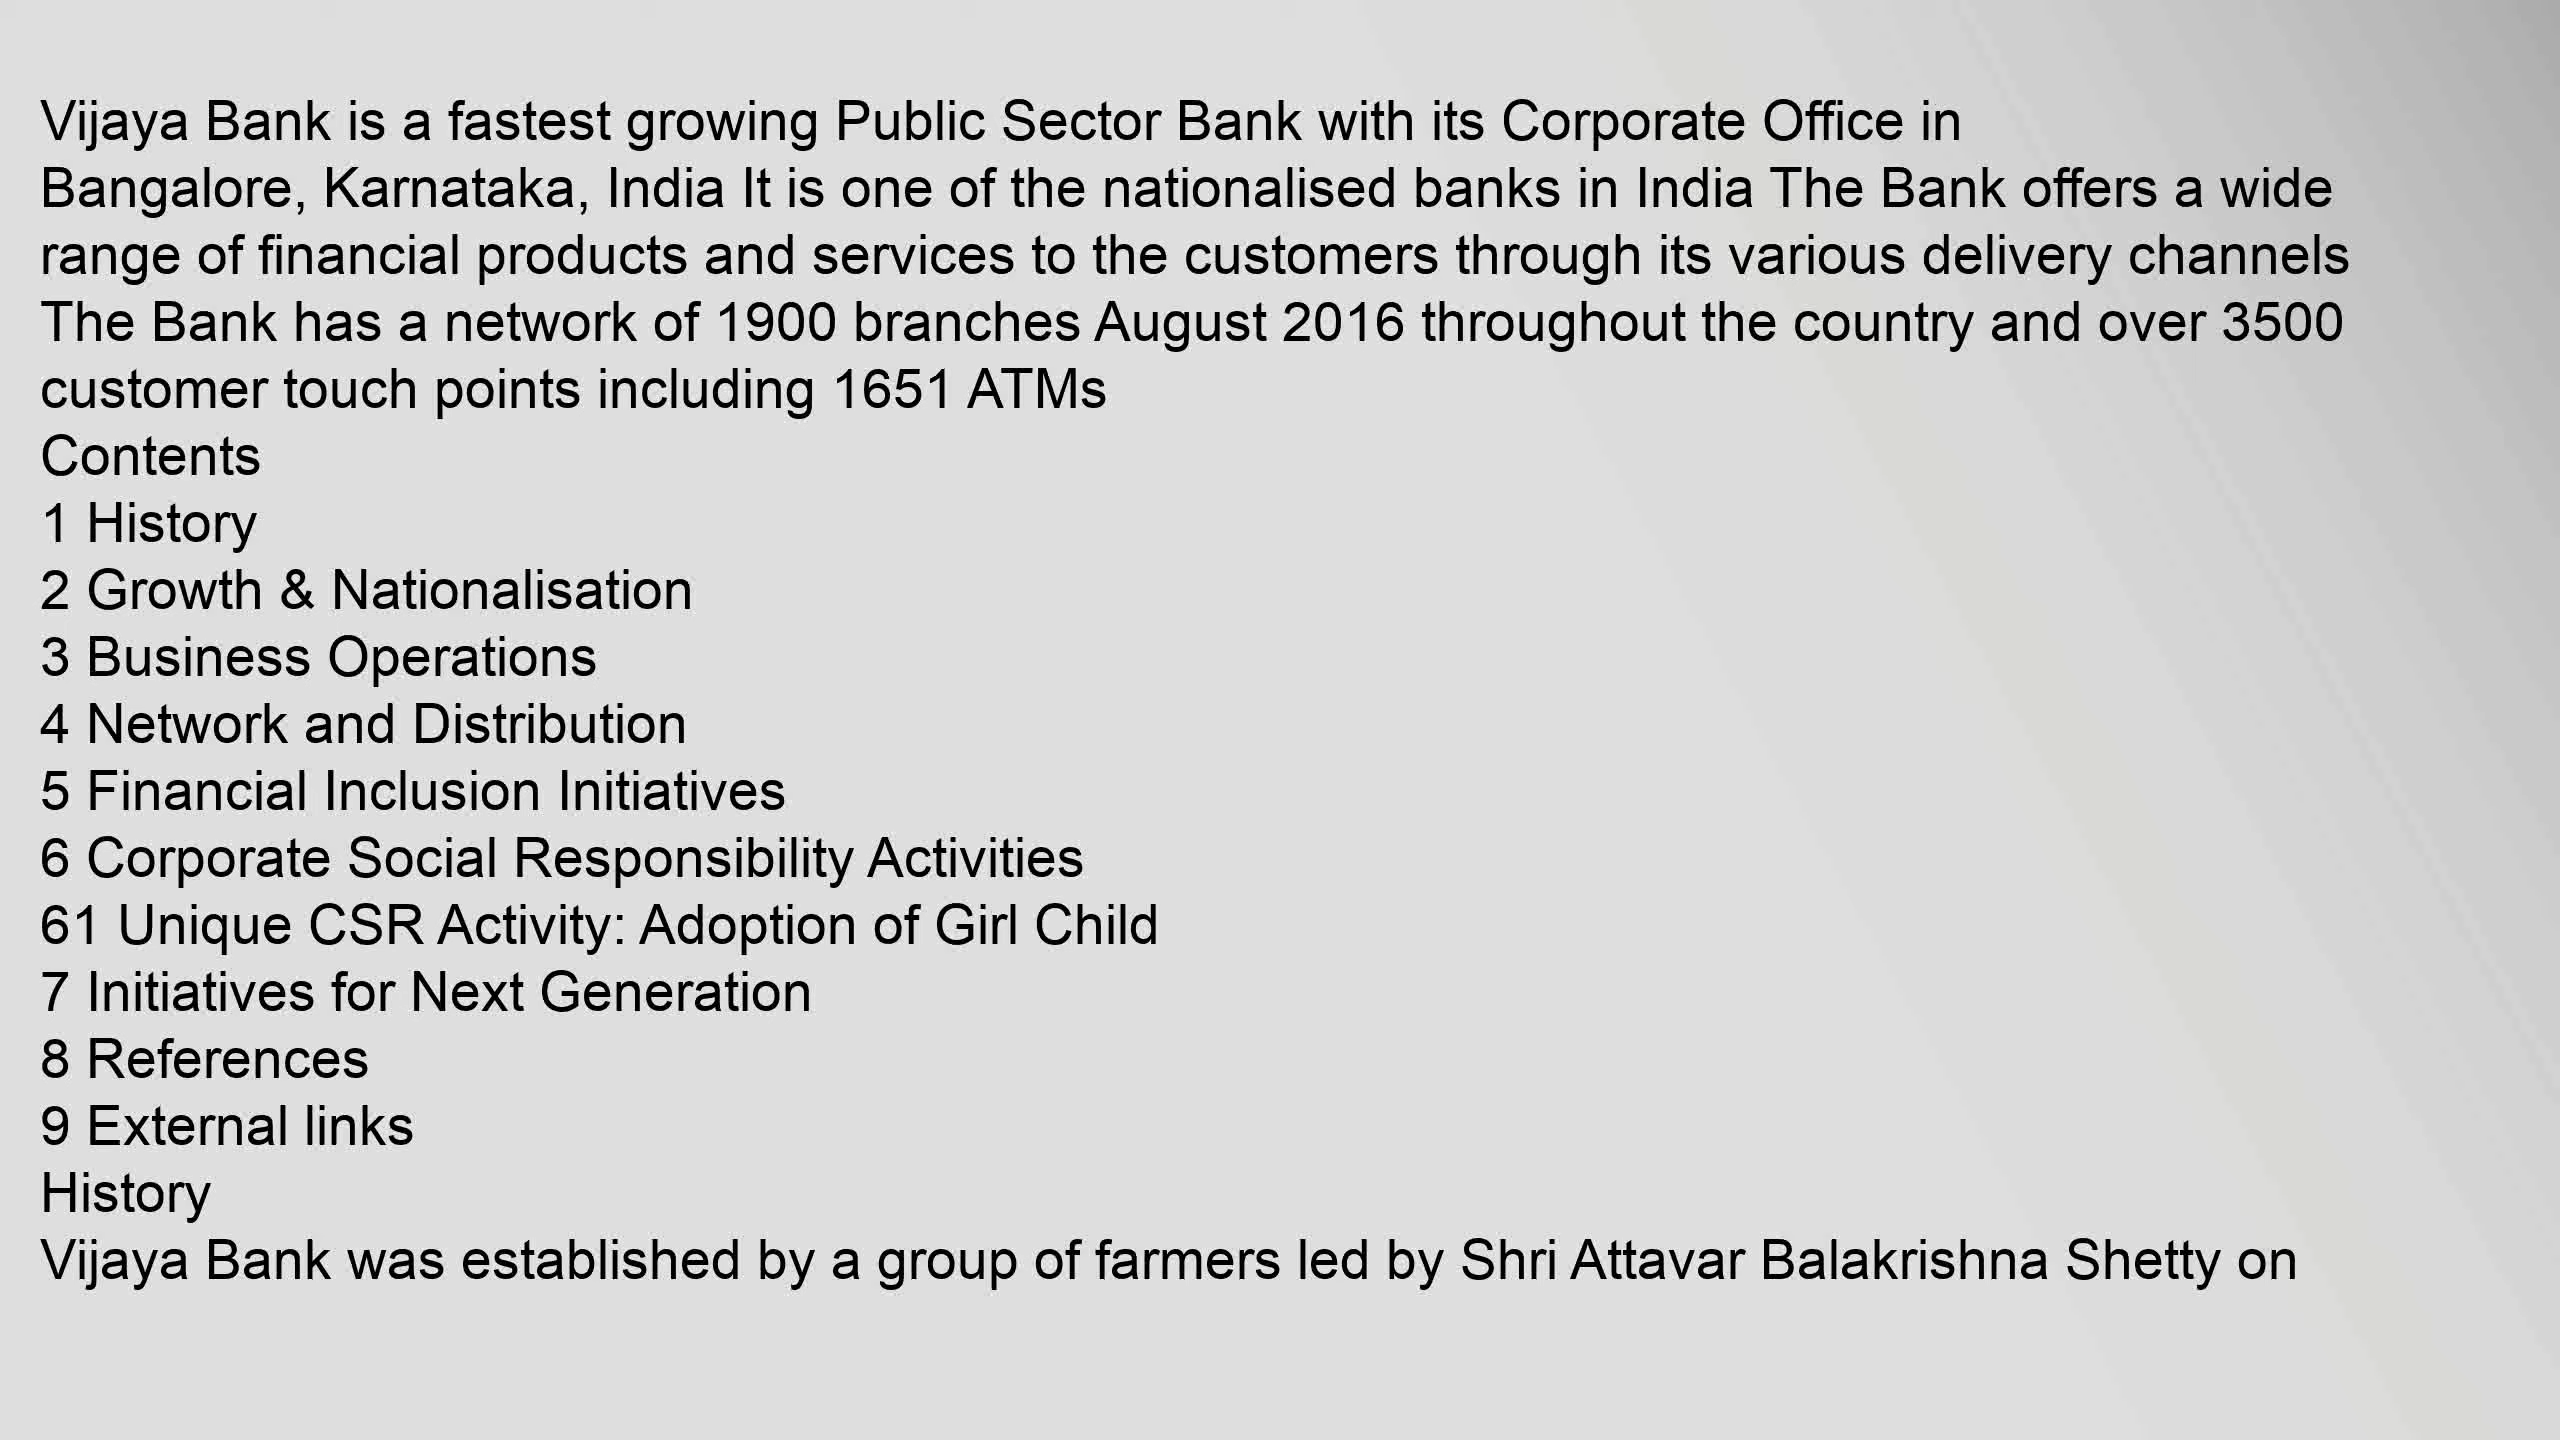 Vijaya Bank is a fastest growing Public Sector Bank with its Corporate Office in
Bangalore, Karnataka, India It is one of the nationalised banks in India The Bank offers a wide
range of financial products and services to the customers through its various delivery channels
The Bank has a network of 1900 branches August 2016 throughout the country and over 3500
customer touch points including 1651 ATMs
Contents
1 History
2 Growth & Nationalisation
3 Business Operations
4 Network and Distribution
5 Financial Inclusion Initiatives
6 Corporate Social Responsibility Activities
61 Unique CSR Activity: Adoption of Girl Child
7 Initiatives for Next Generation
8 References
9 External links
History
Vijaya Bank was established by a group of farmers led by Shri Attavar Balakrishna Shetty on